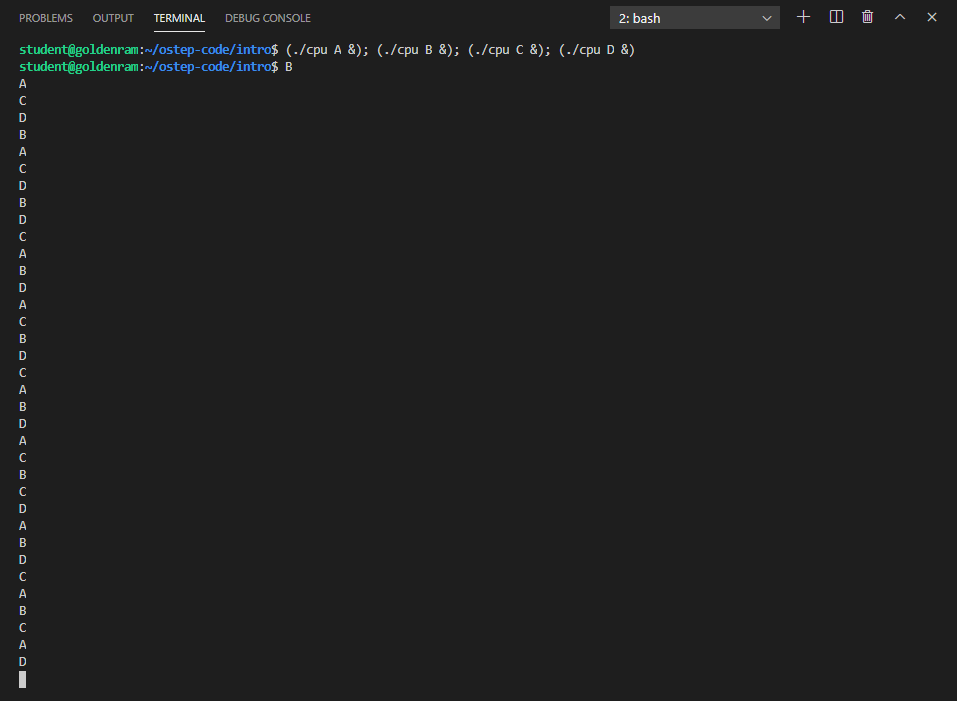 PROBLEMS OUTPUT TERMINAL DEBUG CONSOLE 2: bash
student@goldenram:~/ostep-code/intro$ (./cpu A &); (./cpu B &); (./cpu C &); (./cpu D &)
student@goldenram:~/ostep-code/intro$ B
A
C
D
B
A
C
D
B
D
C
A
B
D
A
C
B
D
C
A
B
D
A
C
B
C
D
A
B
D
C
A
B
C
A
D